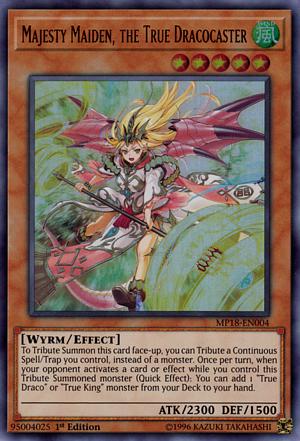 Majesty Maiden, the True Dracocaster
WIND
風
MP18-EN004
[Wyrm/Effect]
To Tribute Summon this card face-up, you can Tribute a Continuous
Spell/Trap you control, instead of a monster. Once per turn, when
your opponent activates a card or effect while you control this
Tribute Summoned monster (Quick Effect): You can add 1 "True
Draco" or "True King" monster from your Deck to your hand.
ATK/2300 DEF/1500
95004025 1st Edition ©1996 KAZUKI TAKAHASHI